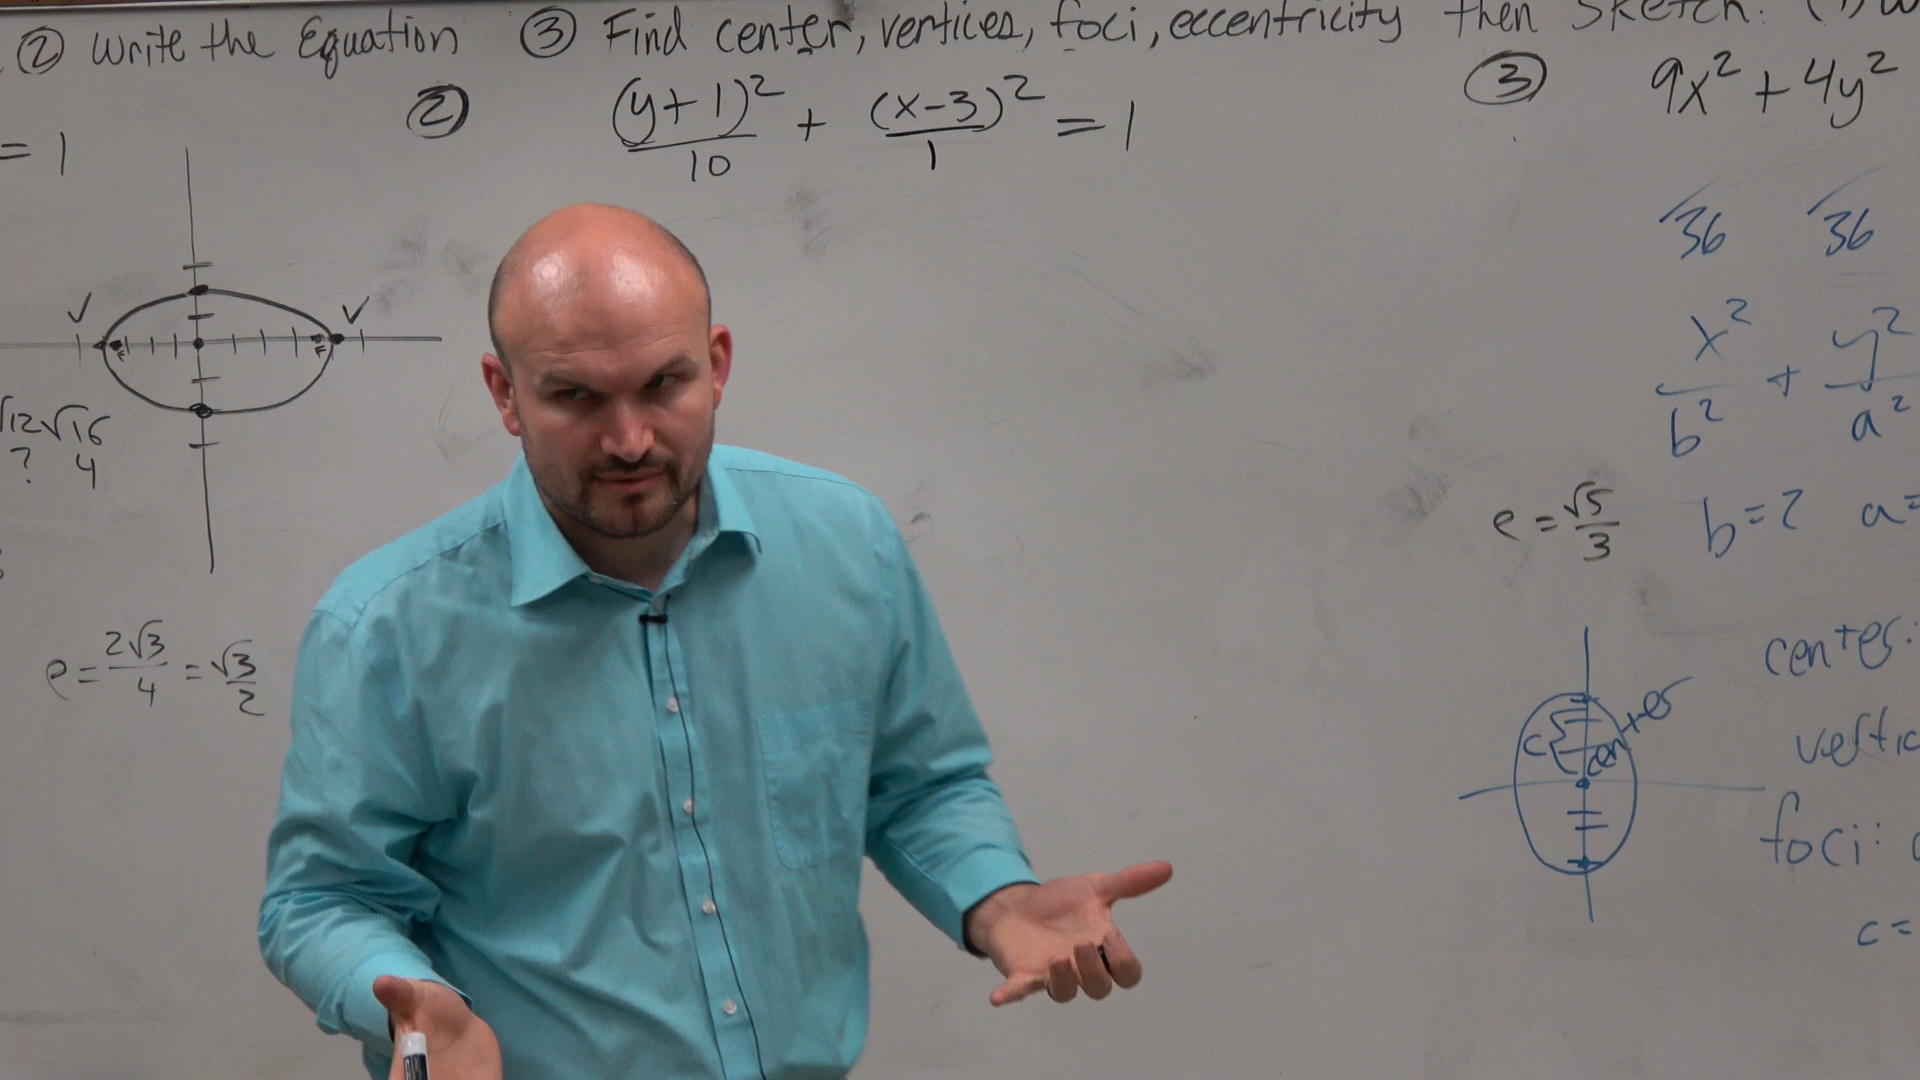 ② Write the Equation ③ Find center, vertices, foci, eccentricity then sketch.
= 1
② (y+1)²/10 + (x-3)²/1 = 1
③ 9x² + 4y²
36 36
x²/b² + y²/a²
√12 √16
? 4
e = √5/3 b=2 a=
e = 2√3/4 = √3/2
V V
F F
center:
c center
foci:
c=